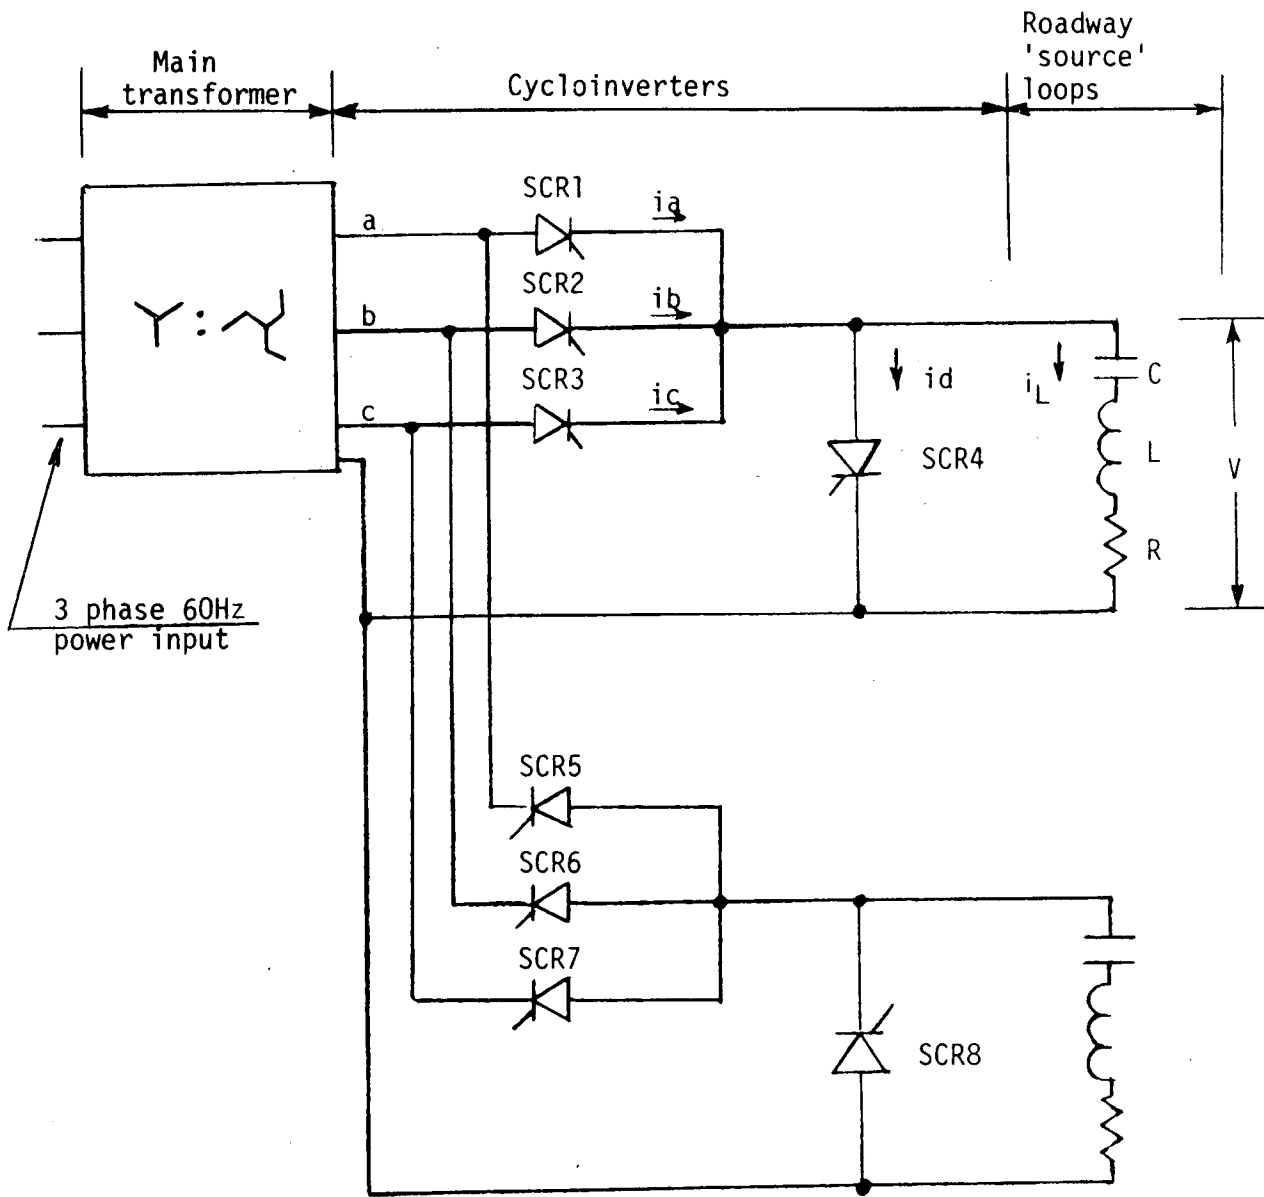 Main
transformer
Cycloinverters
Roadway
'source'
loops
SCR1
ia
a
SCR2
ib
b
SCR3
ic
c
id
iL
C
SCR4
L
V
R
3 phase 60Hz
power input
SCR5
SCR6
SCR7
SCR8